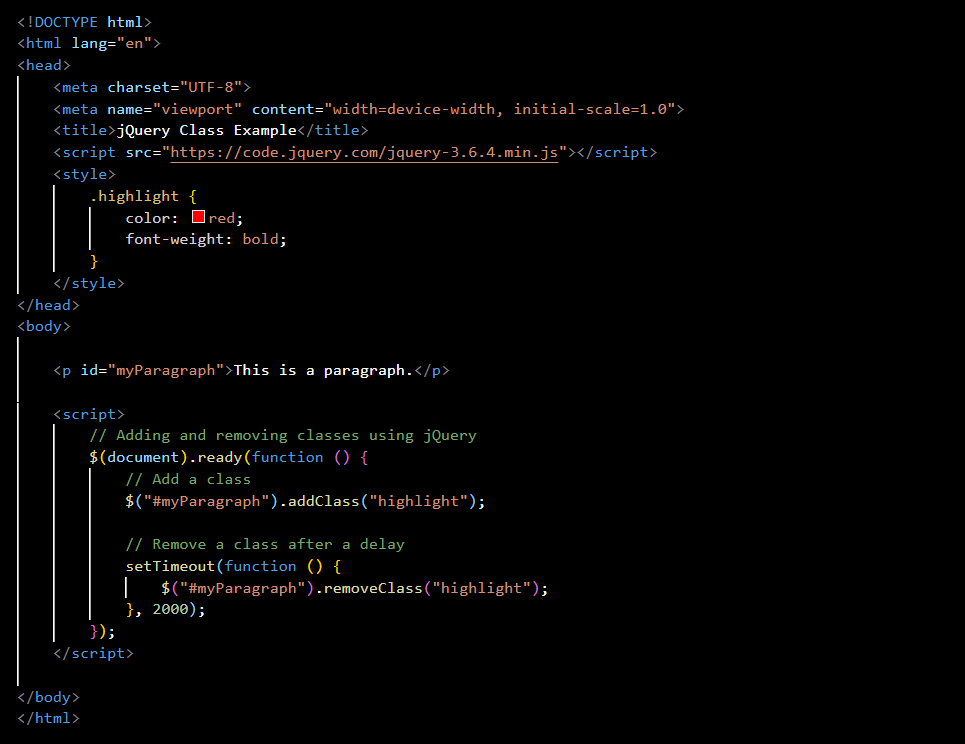 <!DOCTYPE html>
<html lang="en">
<head>
    <meta charset="UTF-8">
    <meta name="viewport" content="width=device-width, initial-scale=1.0">
    <title>jQuery Class Example</title>
    <script src="https://code.jquery.com/jquery-3.6.4.min.js"></script>
    <style>
        .highlight {
            color: red;
            font-weight: bold;
        }
    </style>
</head>
<body>
    <p id="myParagraph">This is a paragraph.</p>
    <script>
        // Adding and removing classes using jQuery
        $(document).ready(function () {
            // Add a class
            $("#myParagraph").addClass("highlight");
            // Remove a class after a delay
            setTimeout(function () {
                $("#myParagraph").removeClass("highlight");
            }, 2000);
        });
    </script>
</body>
</html>